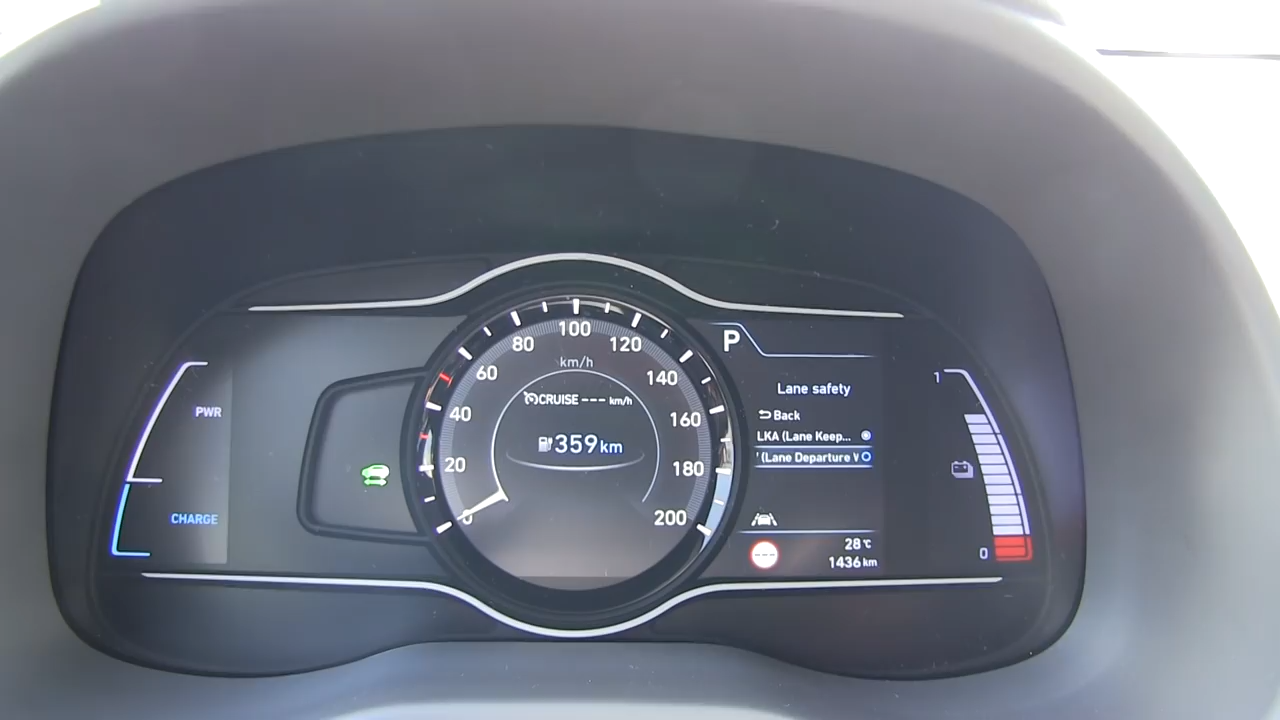 PWR
CHARGE
0
20
40
60
80
100
120
140
160
180
200
km/h
CRUISE --- km/h
359km
P
Lane safety
Back
LKA (Lane Keep...
' (Lane Departure V
---
28℃
1436 km
1
0